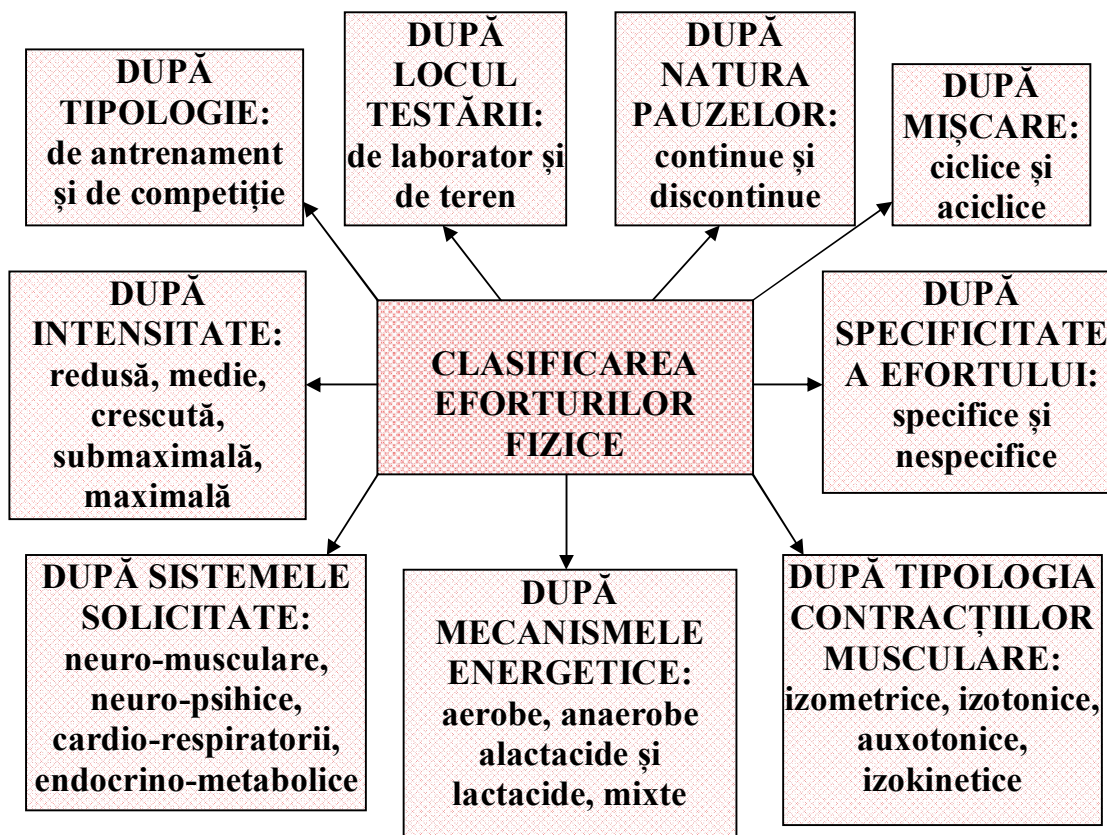 DUPĂ
TIPOLOGIE:
de antrenament
și de competiție
DUPĂ
LOCUL
TESTĂRII:
de laborator și
de teren
DUPĂ
NATURA
PAUZELOR:
continue și
discontinue
DUPĂ
MIȘCARE:
ciclice și
aciclice
DUPĂ
INTENSITATE:
redusă, medie,
crescută,
submaximală,
maximală
CLASIFICAREA
EFORTURILOR
FIZICE
DUPĂ
SPECIFICITATE
A EFORTULUI:
specifice și
nespecifice
DUPĂ SISTEMELE
SOLICITATE:
neuro-musculare,
neuro-psihice,
cardio-respiratorii,
endocrino-metabolice
DUPĂ
MECANISMELE
ENERGETICE:
aerobe, anaerobe
alactacide și
lactacide, mixte
DUPĂ TIPOLOGIA
CONTRACȚIILOR
MUSCULARE:
izometrice, izotonice,
auxotonice,
izokinetice